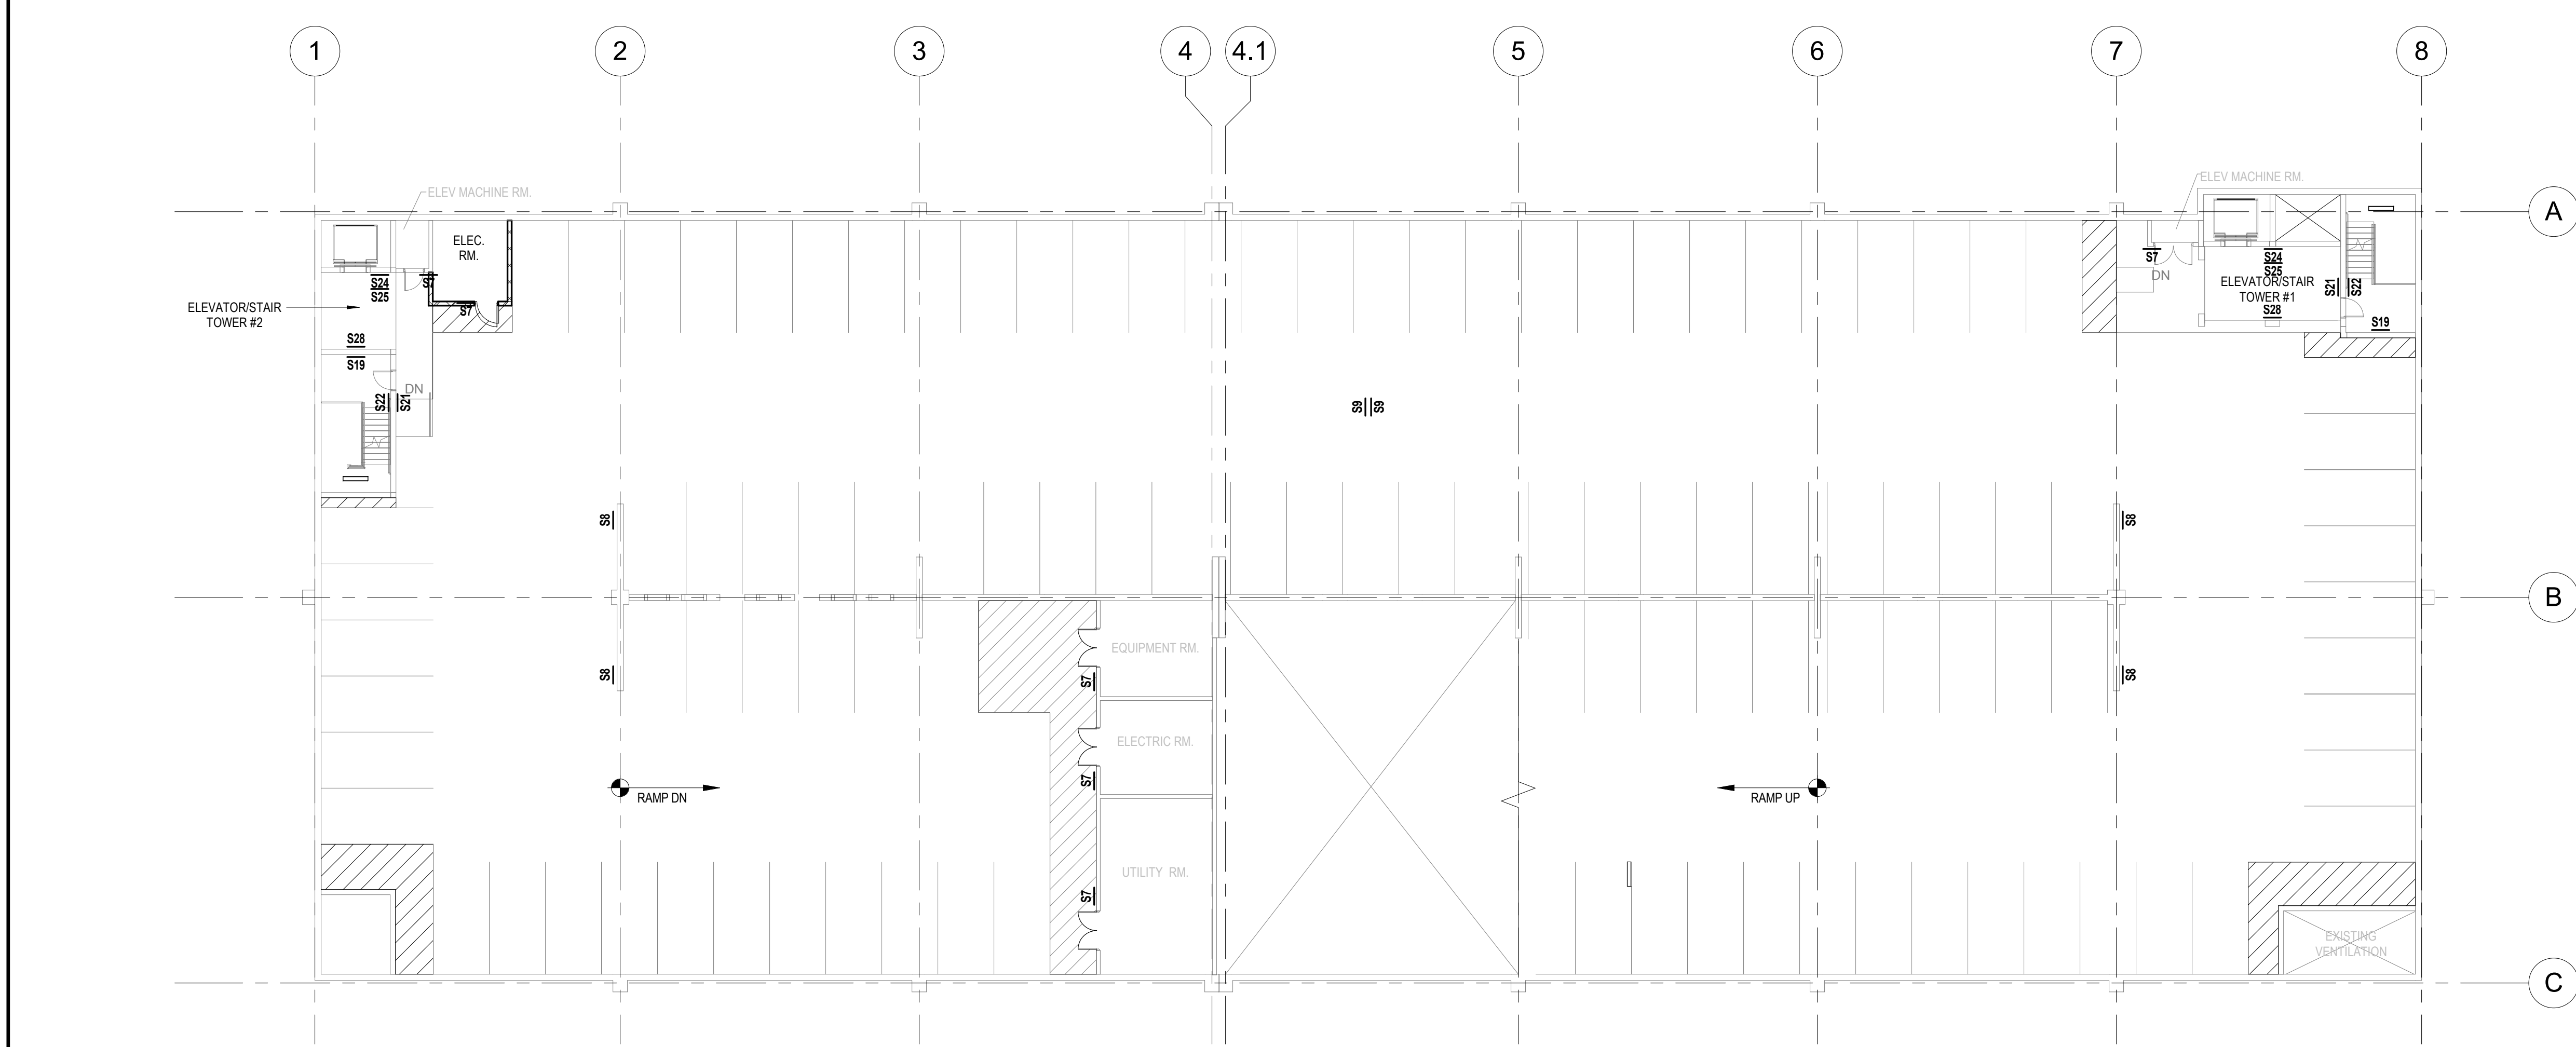 1
2
3
4
4.1
5
6
7
8
ELEV MACHINE RM.
ELEV MACHINE RM.
A
ELEC.
RM.
S7
S7
S24
S25
S7
DN
S24
S25
ELEVATOR/STAIR
TOWER #1
S28
S21
S22
S19
ELEVATOR/STAIR
TOWER #2
S28
S19
DN
S22
S21
S9
S9
S8
S8
B
EQUIPMENT RM.
S8
S7
S8
ELECTRIC RM.
S7
RAMP DN
RAMP UP
UTILITY RM.
S7
EXISTING
VENTILATION
C